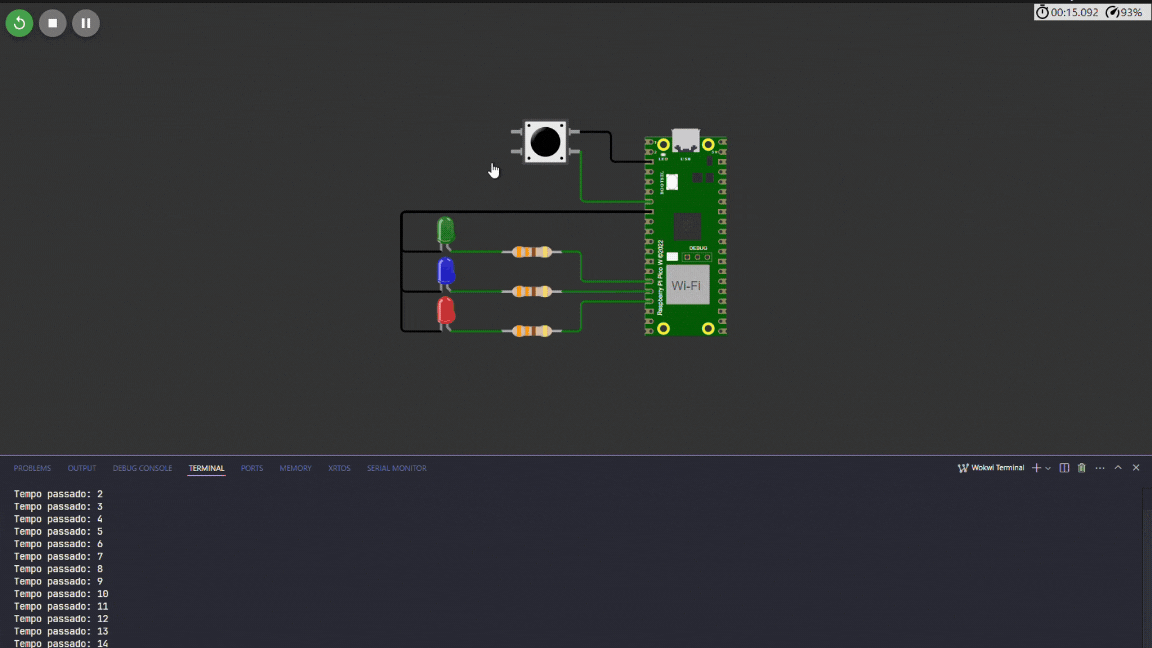 00:15.092 93%
LED USB
BOOTSEL
DEBUG
Raspberry Pi Pico W ©2022
Wi-Fi
PROBLEMS OUTPUT DEBUG CONSOLE TERMINAL PORTS MEMORY XRTOS SERIAL MONITOR
Wokwi Terminal
Tempo passado: 2
Tempo passado: 3
Tempo passado: 4
Tempo passado: 5
Tempo passado: 6
Tempo passado: 7
Tempo passado: 8
Tempo passado: 9
Tempo passado: 10
Tempo passado: 11
Tempo passado: 12
Tempo passado: 13
Tempo passado: 14